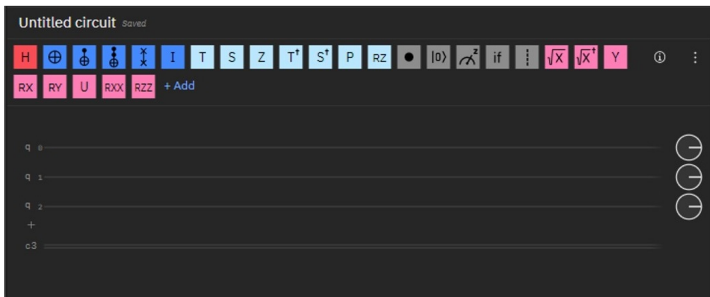 Untitled circuit Saved
H I T S Z T† S† P RZ |0⟩ z if √X √X† Y
RX RY U RXX RZZ + Add
q 0
q 1
q 2
+
c3